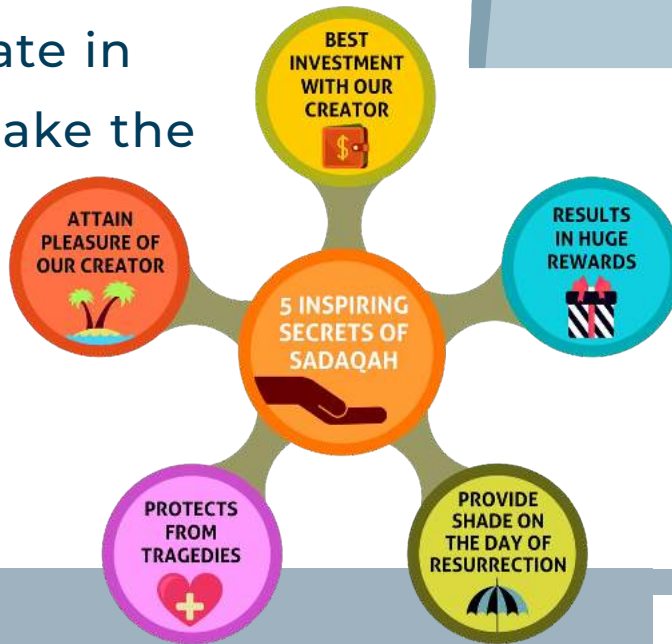 ate in
ake the
BEST
INVESTMENT
WITH OUR
CREATOR
$
ATTAIN
PLEASURE OF
OUR CREATOR
RESULTS
IN HUGE
REWARDS
5 INSPIRING
SECRETS OF
SADAQAH
PROTECTS
FROM
TRAGEDIES
PROVIDE
SHADE ON
THE DAY OF
RESURRECTION